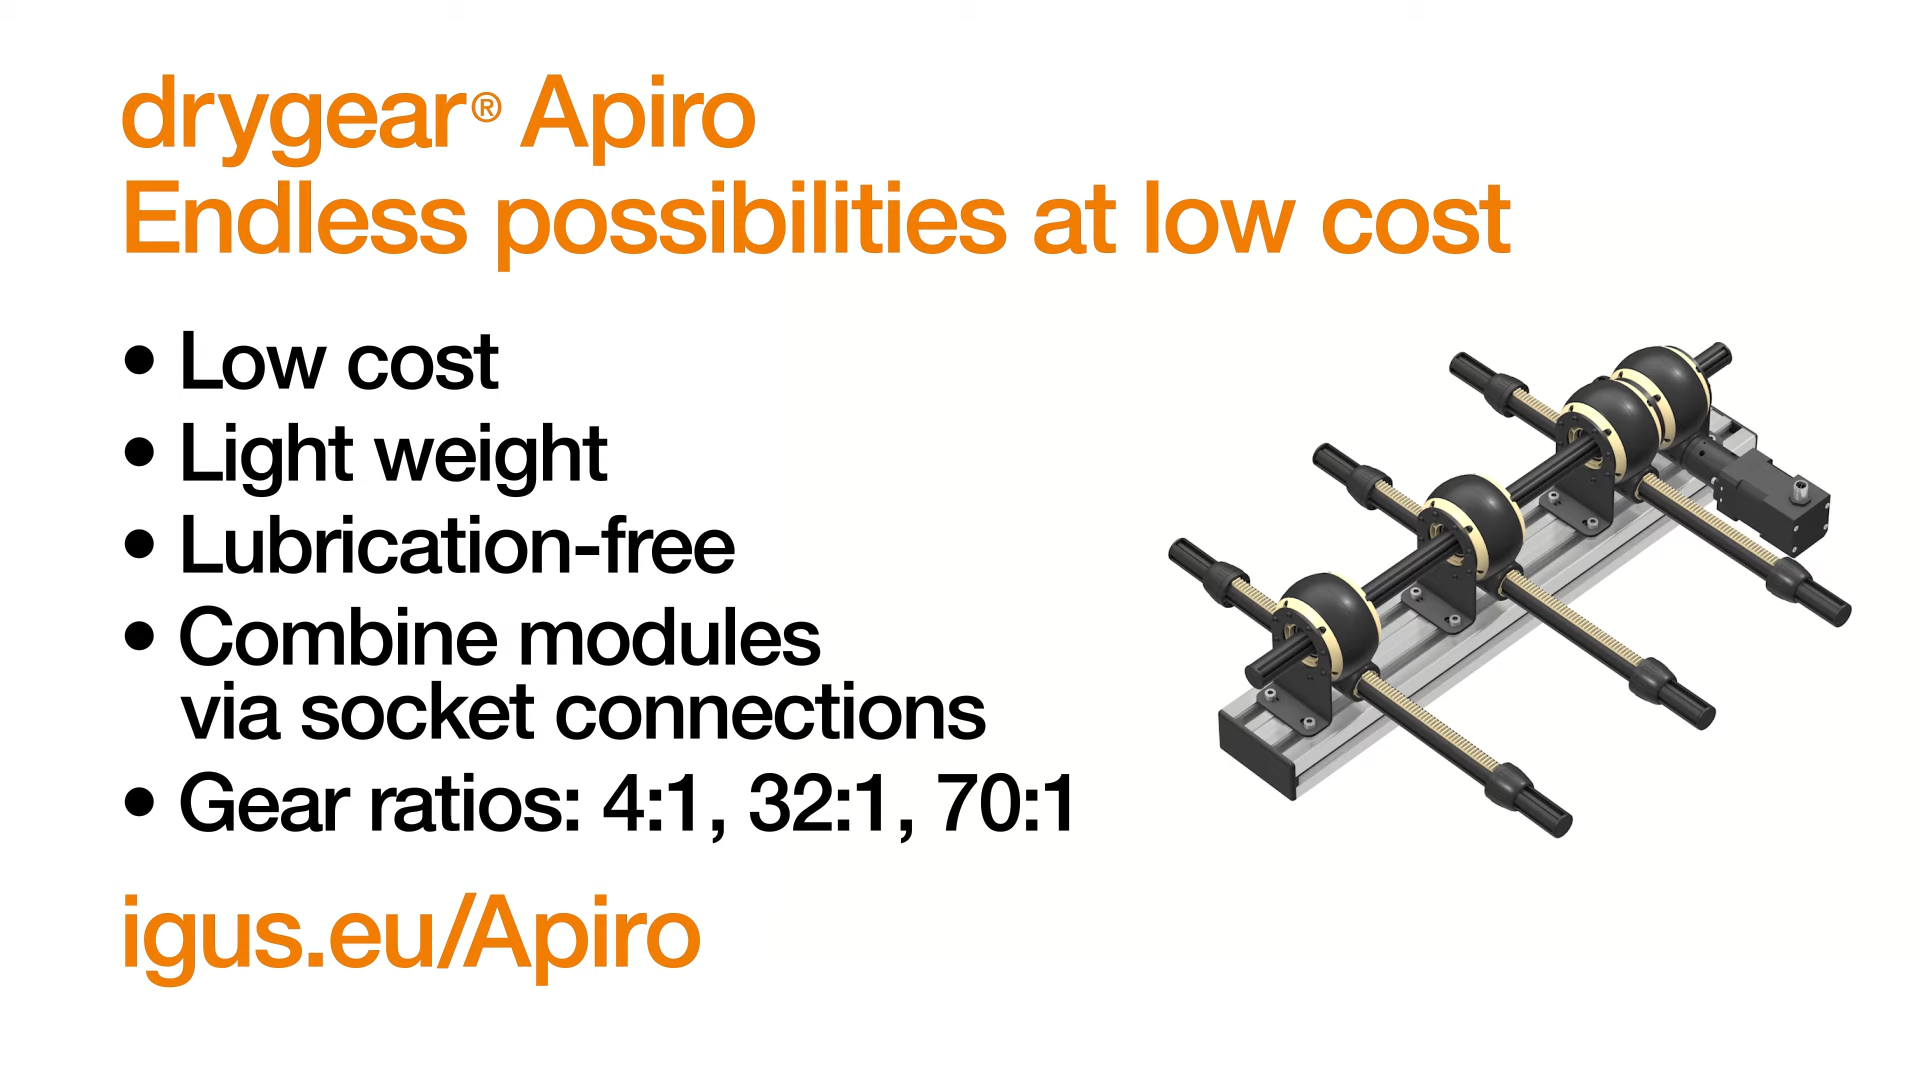 drygear® Apiro
Endless possibilities at low cost
• Low cost
• Light weight
• Lubrication-free
• Combine modules
via socket connections
• Gear ratios: 4:1, 32:1, 70:1
igus.eu/Apiro